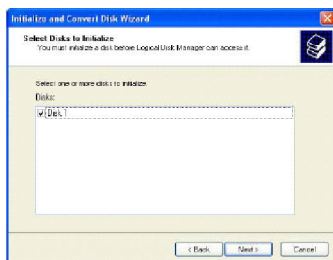 Initialize and Convert Disk Wizard
Select Disks to Initialize
You must initialize a disk before Logical Disk Manager can access it.
Select one or more disks to initialize
Disks:
Disk 1
< Back
Next >
Cancel